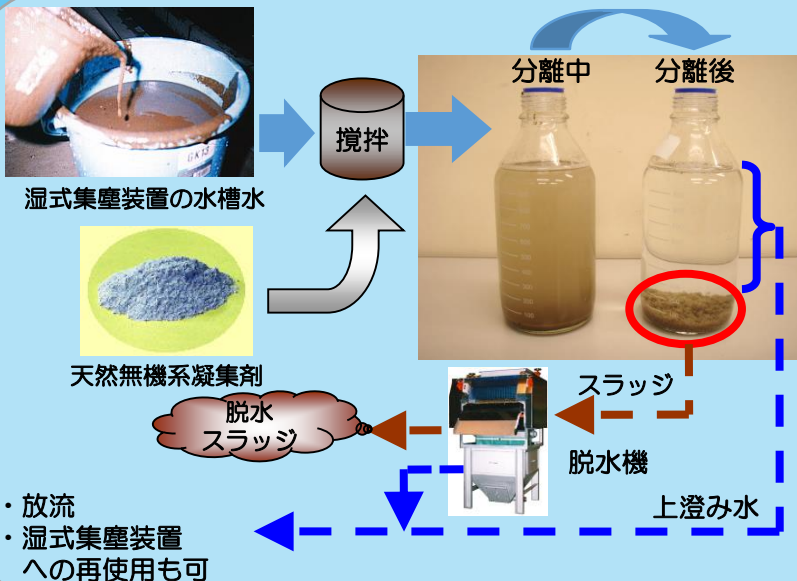 分離中
分離後
撹拌
湿式集塵装置の水槽水
天然無機系凝集剤
スラッジ
脱水
スラッジ
脱水機
上澄み水
・放流
・湿式集塵装置
への再使用も可